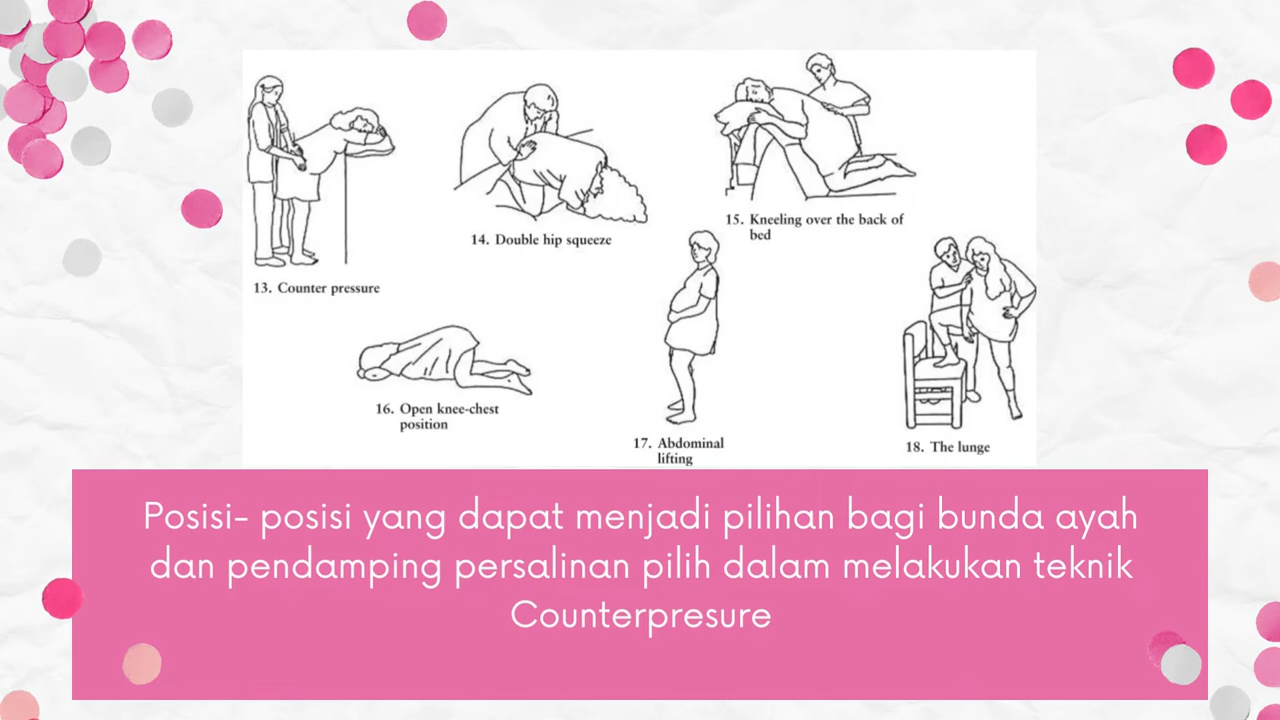 13. Counter pressure
14. Double hip squeeze
15. Kneeling over the back of
bed
16. Open knee-chest
position
17. Abdominal
lifting
18. The lunge
Posisi- posisi yang dapat menjadi pilihan bagi bunda ayah
dan pendamping persalinan pilih dalam melakukan teknik
Counterpresure